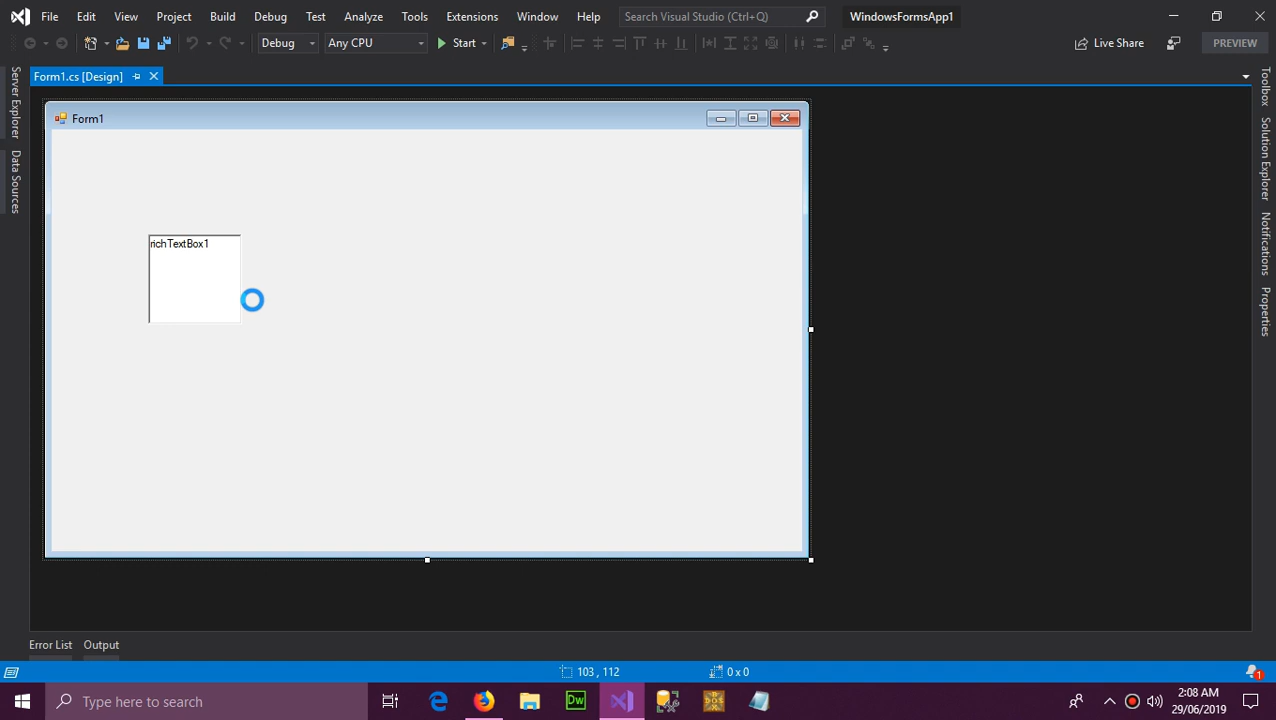 File Edit View Project Build Debug Test Analyze Tools Extensions Window Help Search Visual Studio (Ctrl+Q) WindowsFormsApp1
Debug Any CPU Start Live Share PREVIEW
Form1.cs [Design]
Server Explorer
Data Sources
Form1
richTextBox1
Toolbox
Solution Explorer
Notifications
Properties
Error List Output
103 , 112 0 x 0 1
Type here to search Dw 2:08 AM
29/06/2019